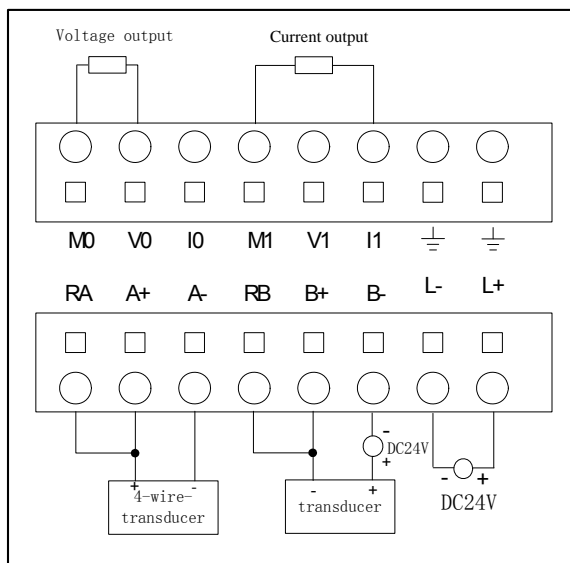 Voltage output Current output
M0 V0 I0 M1 V1 I1
RA A+ A- RB B+ B- L- L+
-
DC24V
+
+ - - + - +
4-wire-
transducer
transducer
DC24V